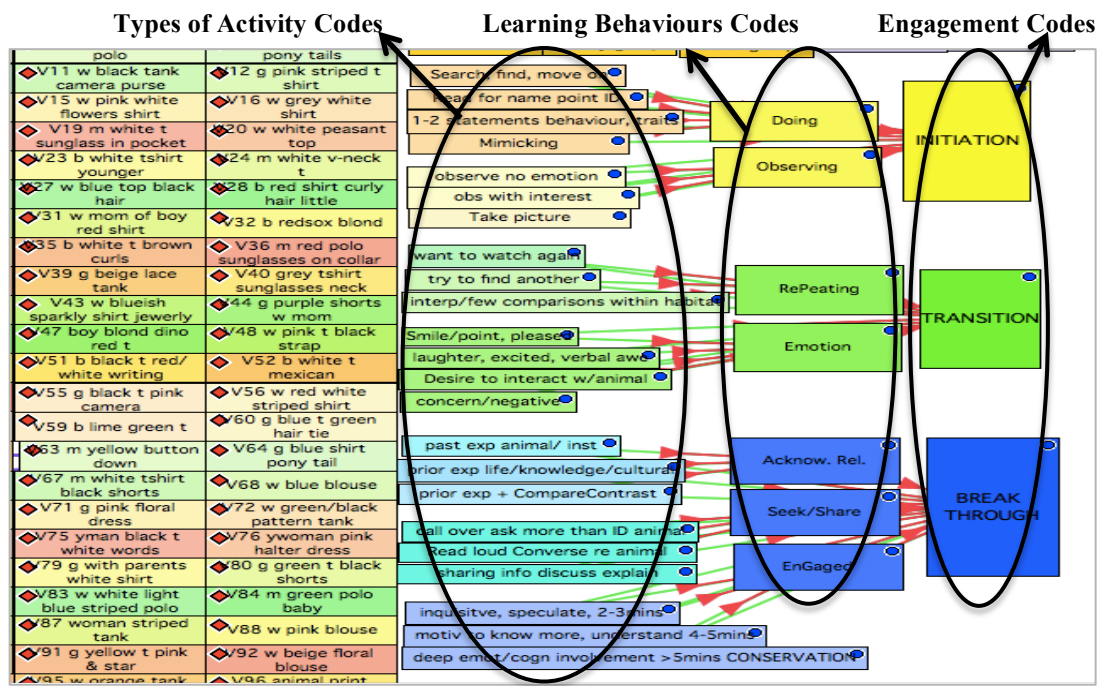 Types of Activity Codes
Learning Behaviours Codes
Engagement Codes
polo
pony tails
V11 w black tank
camera purse
12 g pink striped t
shirt
V15 w pink white
flowers shirt
V16 w grey white
shirt
V19 m white t
sunglass in pocket
20 w white peasant
top
V23 b white tshirt
younger
V24 m white v-neck
t
27 w blue top black
hair
28 b red shirt curly
hair little
V31 w mom of boy
red shirt
V32 b redsox blond
35 b white t brown
curls
V36 m red polo
sunglasses on collar
V39 g beige lace
tank
V40 grey tshirt
sunglasses neck
V43 w blueish
sparkly shirt jewerly
44 g purple shorts
w mom
47 boy blond dino
red t
V48 w pink t black
strap
V51 b black t red/
white writing
V52 b white t
mexican
V55 g black t pink
camera
V56 w red white
striped shirt
V59 b lime green t
V60 g blue t green
hair tie
63 m yellow button
down
V64 g blue shirt
pony tail
V67 m white tshirt
black shorts
V68 w blue blouse
V71 g pink floral
dress
V72 w green/black
pattern tank
V75 yman black t
white words
V76 ywoman pink
halter dress
V79 g with parents
white shirt
V80 g green t black
shorts
V83 w white light
blue striped polo
V84 m green polo
baby
V87 woman striped
tank
V88 w pink blouse
V91 g yellow t pink
& star
V92 w beige floral
blouse
V95 w orange tank
V96 animal print
Search, find, move on
Read for name point ID
1-2 statements behaviour, traits
Mimicking
observe no emotion
obs with interest
Take picture
want to watch again
try to find another
interp/few comparisons within habitat
Smile/point, pleased
laughter, excited, verbal awe
Desire to interact w/animal
concern/negative
past exp animal/ inst
prior exp life/knowledge/cultural
prior exp + CompareContrast
call over ask more than ID animal
Read loud Converse re animal
sharing info discuss explain
inquisitve, speculate, 2-3mins
motiv to know more, understand 4-5mins
deep emot/cogn involvement >5mins CONSERVATION
Doing
Observing
RePeating
Emotion
Acknow. Rel.
Seek/Share
EnGaged
INITIATION
TRANSITION
BREAK
THROUGH